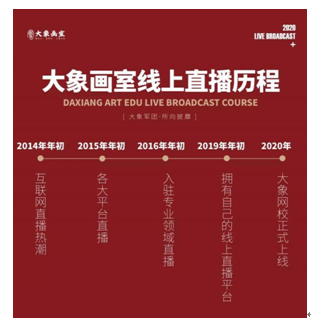 大象画室
2020
LIVE BROADCAST
+
大象画室线上直播历程
DAXIANG ART EDU LIVE BROADCAST COURSE
[ 大象军团·所向披靡 ]
2014年年初
2015年年初
2016年年初
2019年年初
2020年
互联网直播热潮
各大平台直播
入驻专业领域直播
拥有自己的线上直播平台
大象网校正式上线